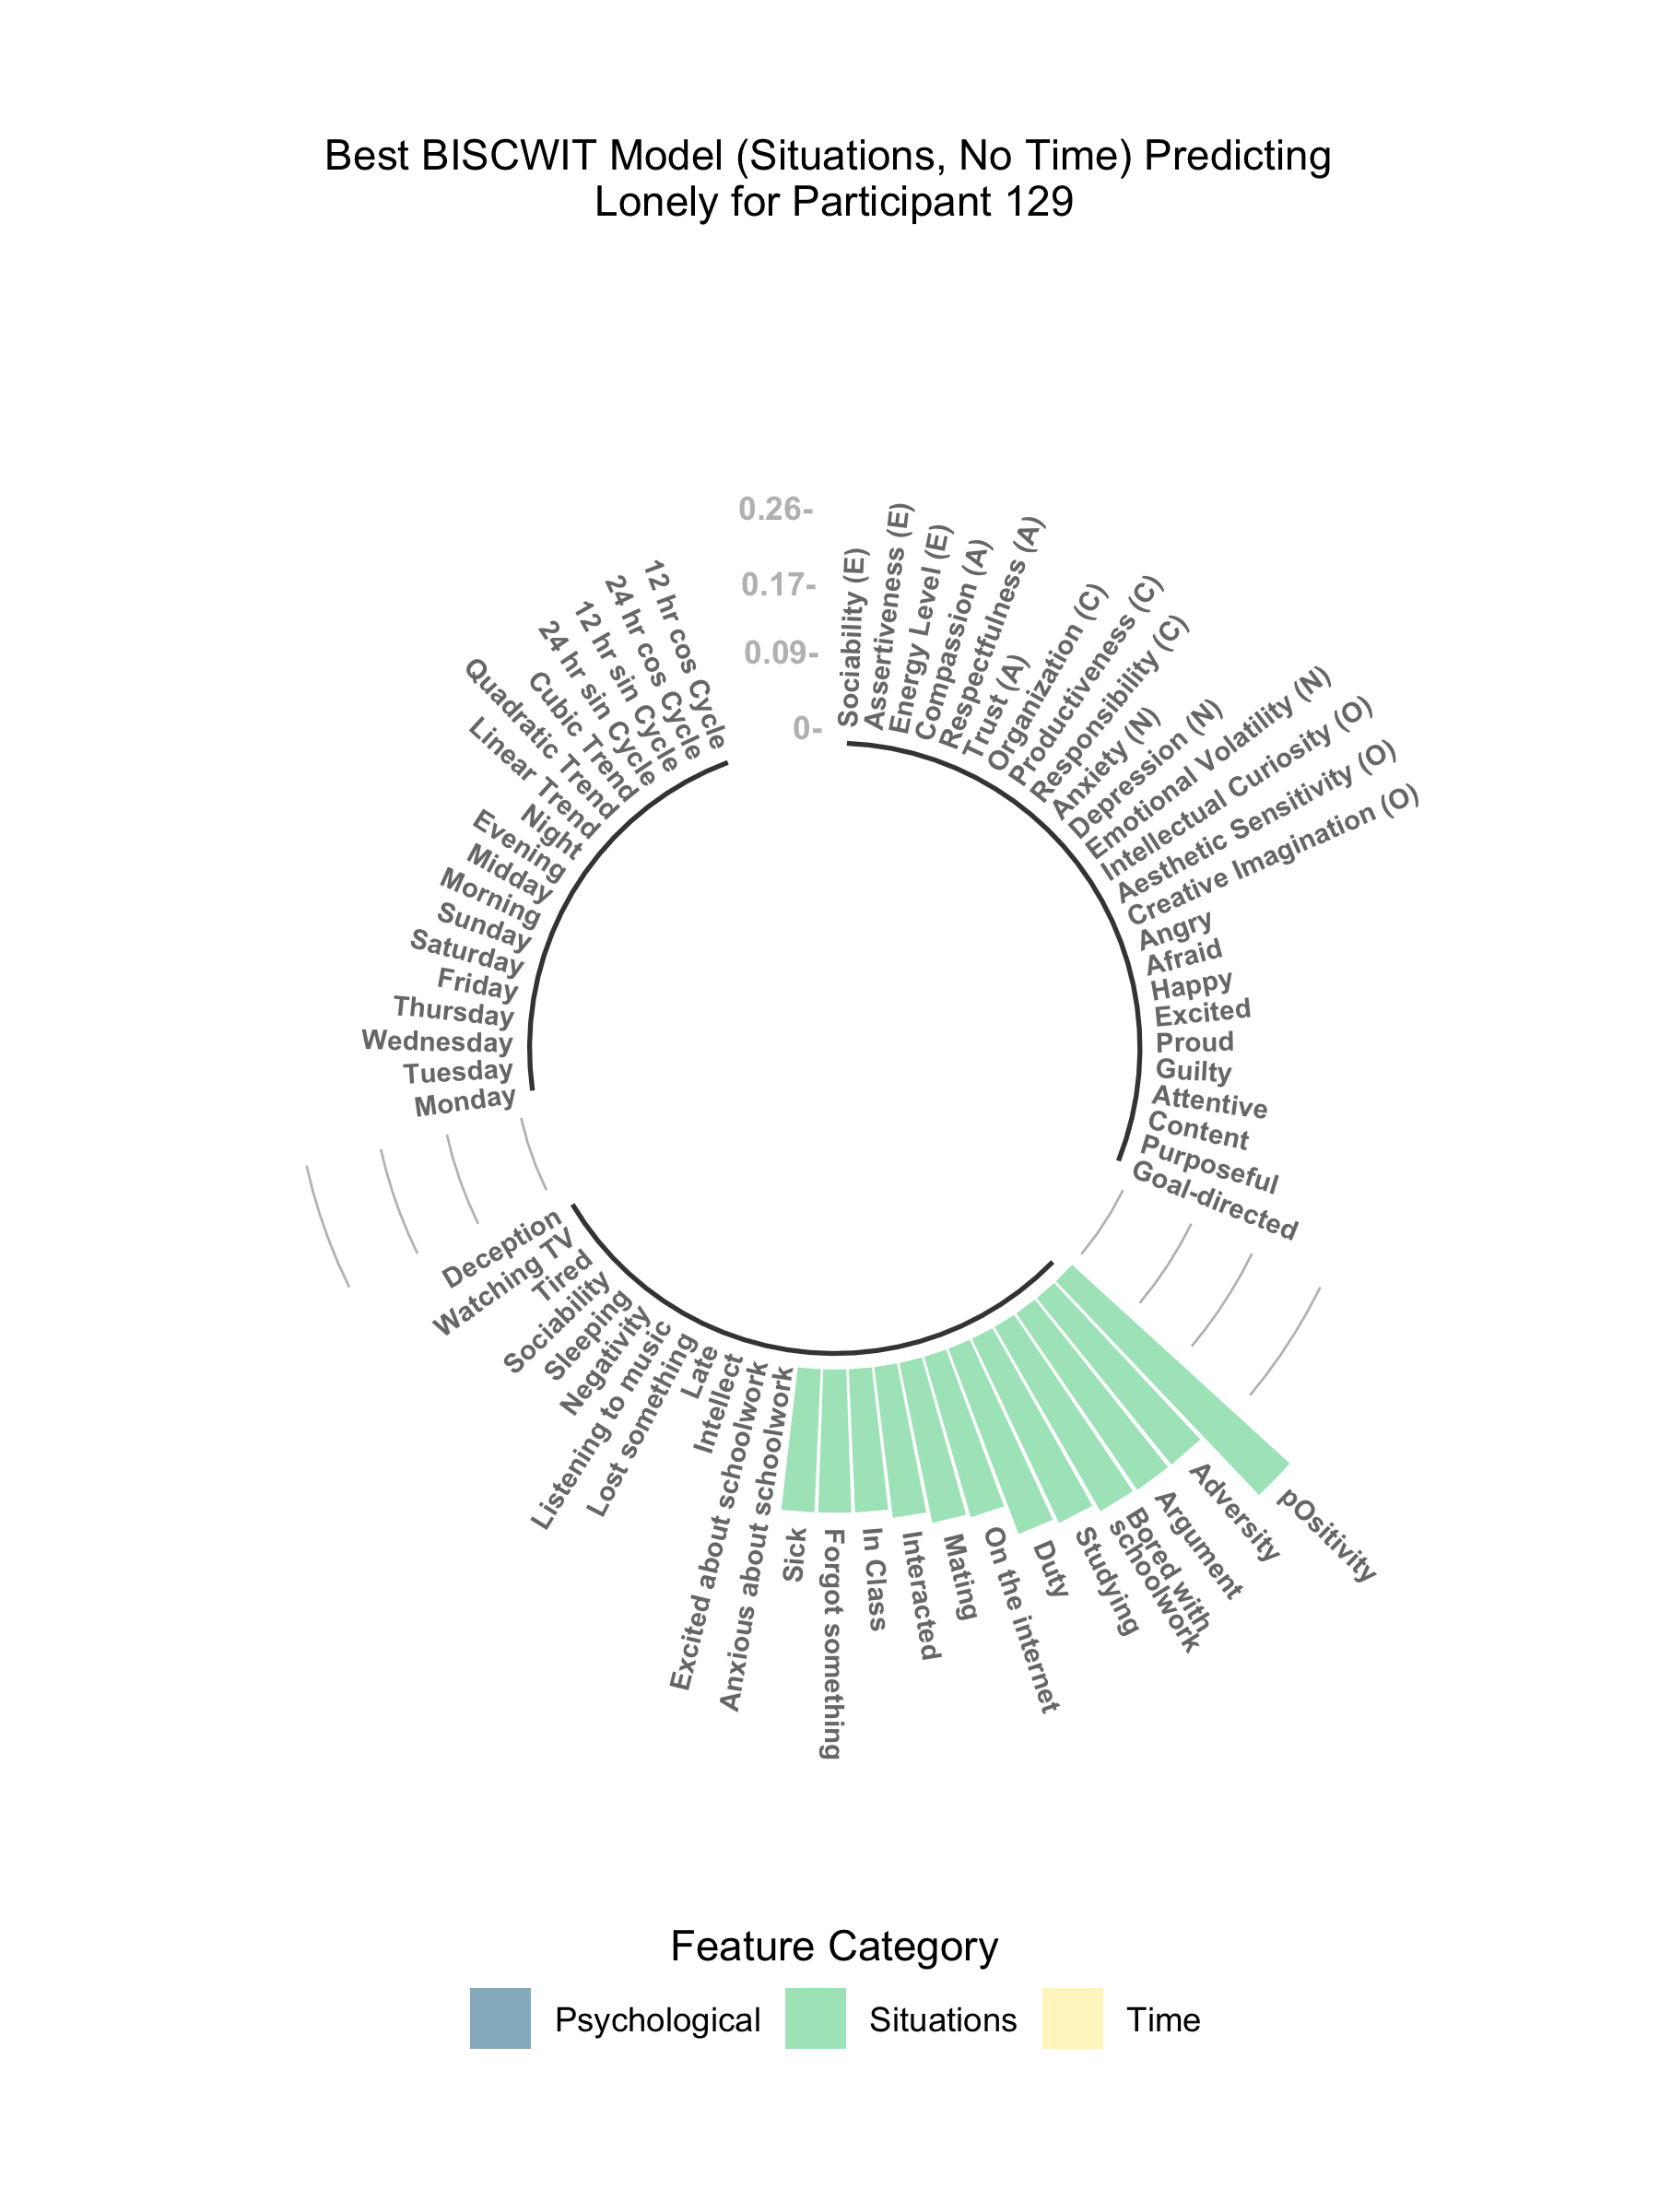 Best BISCWIT Model (Situations, No Time) Predicting
Lonely for Participant 129
0.26-
0.17-
0.09-
0-
Sociability (E)
Assertiveness (E)
Energy Level (E)
Compassion (A)
Respectfulness (A)
Trust (A)
Organization (C)
Productiveness (C)
Responsibility (C)
Anxiety (N)
Depression (N)
Emotional Volatility (N)
Intellectual Curiosity (O)
Aesthetic Sensitivity (O)
Creative Imagination (O)
Angry
Afraid
Happy
Excited
Proud
Guilty
Attentive
Content
Purposeful
Goal-directed
pOsitivity
Adversity
Argument
Bored with
schoolwork
Studying
Duty
On the internet
Mating
Interacted
In Class
Forgot something
Sick
Anxious about schoolwork
Excited about schoolwork
Intellect
Late
Lost something
Listening to music
Negativity
Sleeping
Sociability
Tired
Watching TV
Deception
Monday
Tuesday
Wednesday
Thursday
Friday
Saturday
Sunday
Morning
Midday
Evening
Night
Linear Trend
Quadratic Trend
Cubic Trend
24 hr sin Cycle
12 hr sin Cycle
24 hr cos Cycle
12 hr cos Cycle
Feature Category
Psychological
Situations
Time